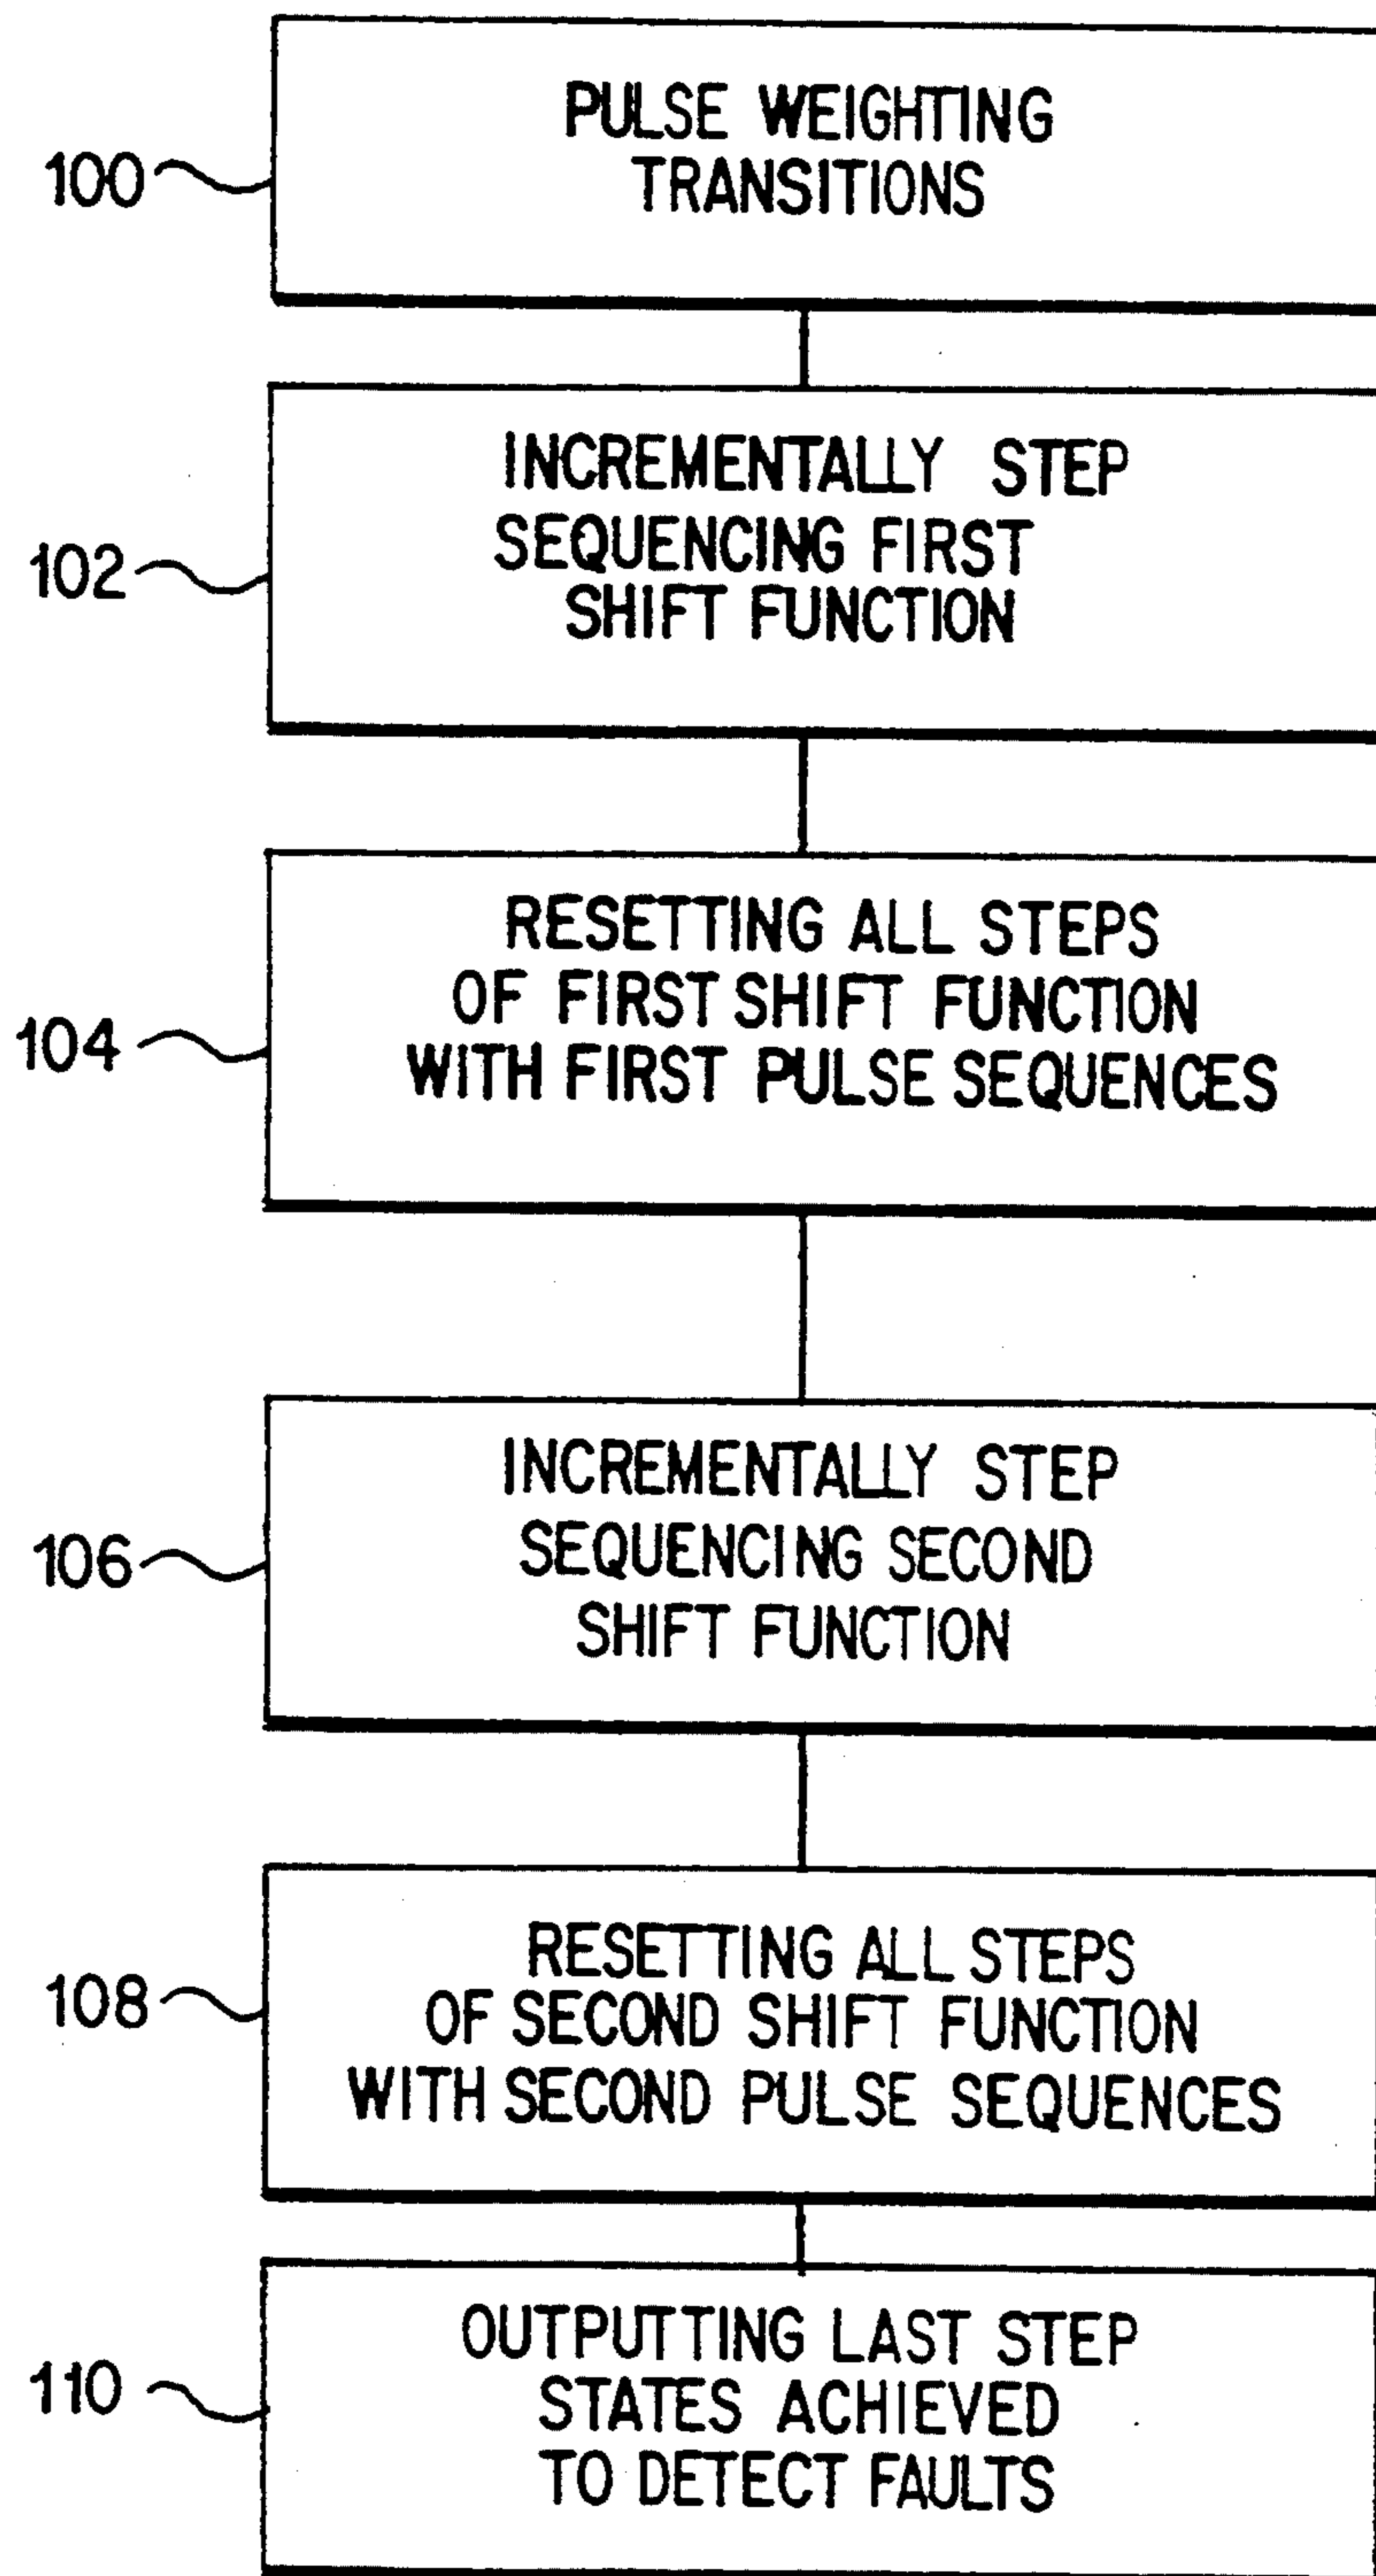 PULSE WEIGHTING
TRANSITIONS
100
INCREMENTALLY STEP
SEQUENCING FIRST
SHIFT FUNCTION
102
RESETTING ALL STEPS
OF FIRST SHIFT FUNCTION
WITH FIRST PULSE SEQUENCES
104
INCREMENTALLY STEP
SEQUENCING SECOND
SHIFT FUNCTION
106
RESETTING ALL STEPS
OF SECOND SHIFT FUNCTION
WITH SECOND PULSE SEQUENCES
108
OUTPUTTING LAST STEP
STATES ACHIEVED
TO DETECT FAULTS
110